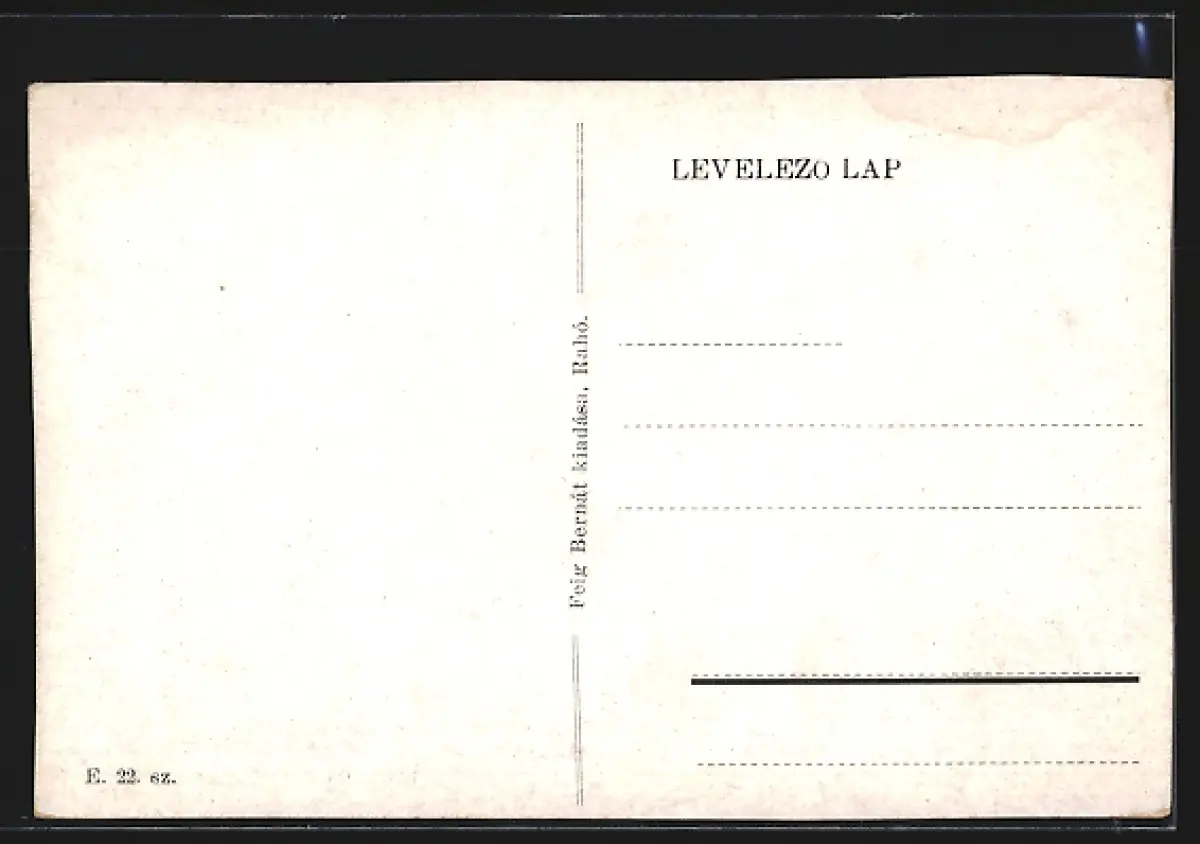 LEVELEZO LAP
Feig Bernát kiadása, Rahó.
E. 22. sz.